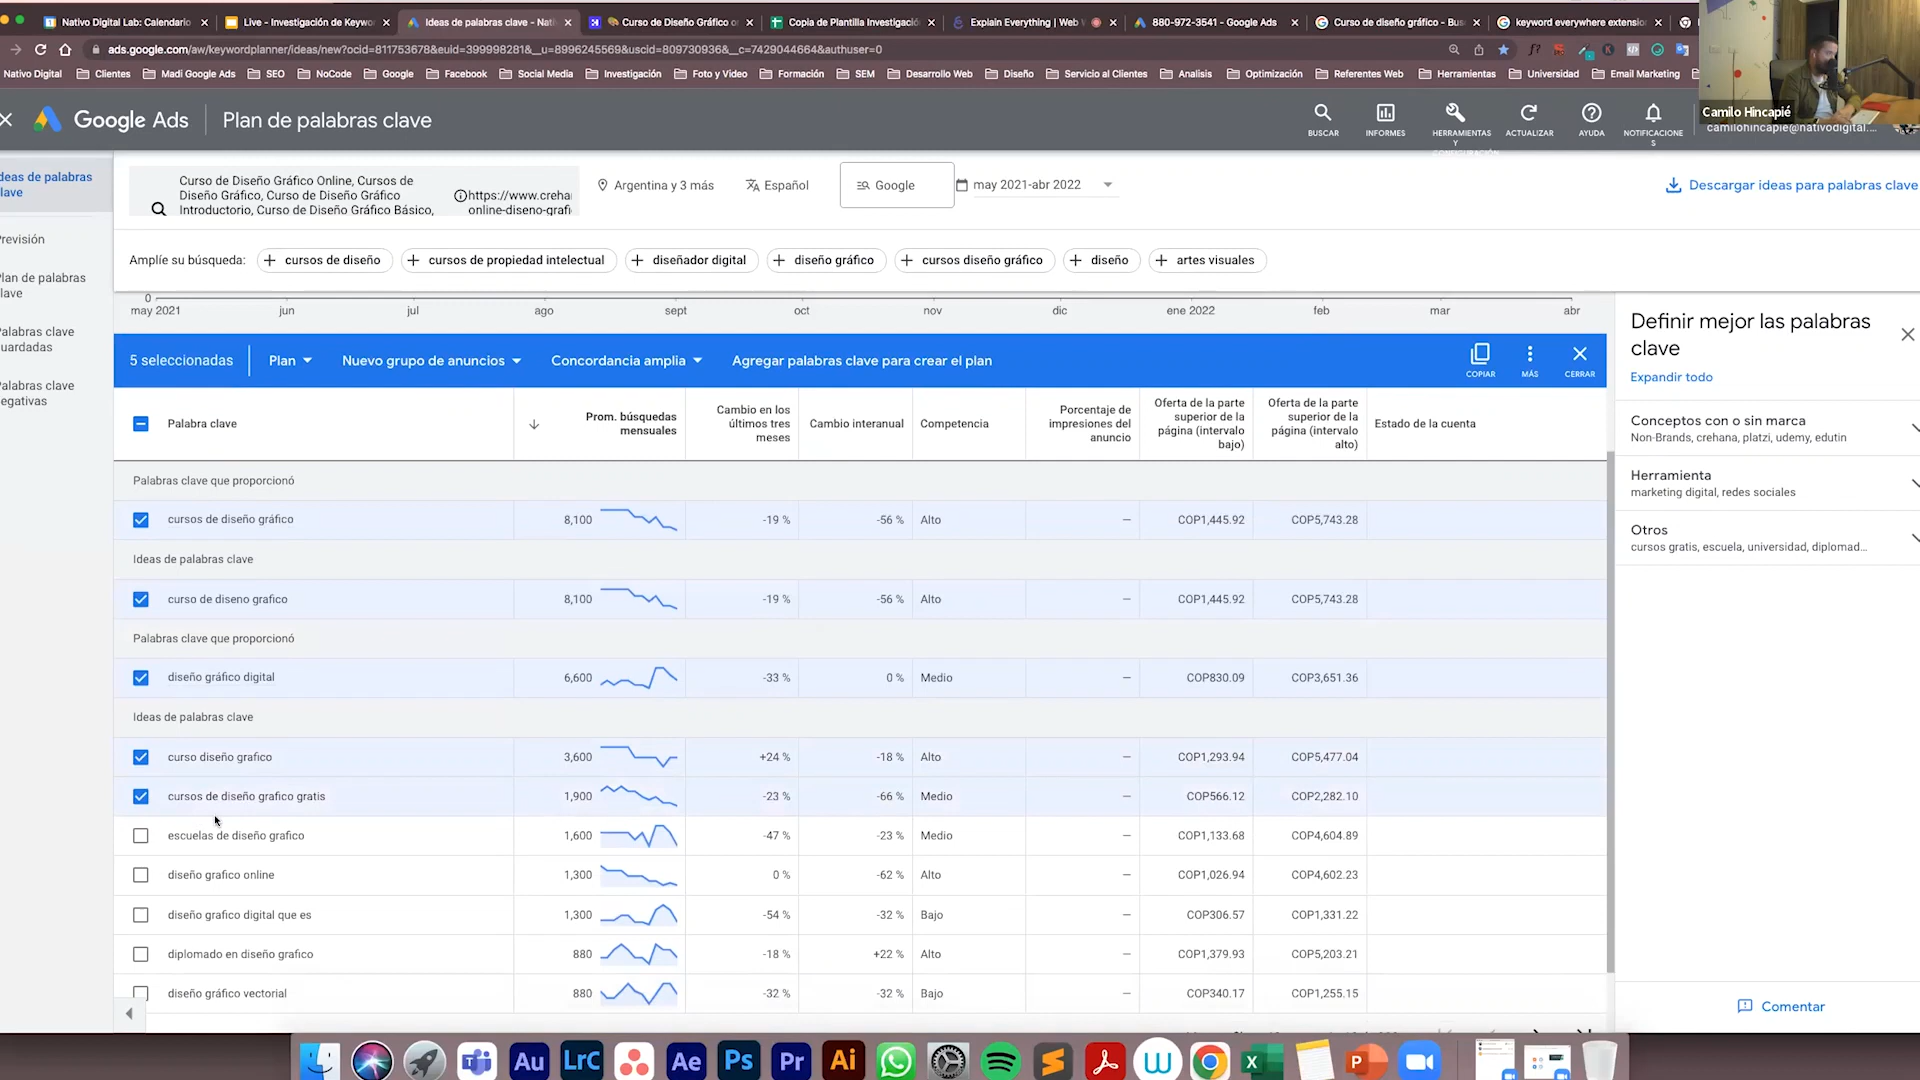 Nativo Digital Lab: Calendario
Live - Investigación de Keyw
Ideas de palabras clave - Nati
Curso de Diseño Gráfico o
Copia de Plantilla Investigació
Explain Everything | Web
880-972-3541 - Google Ads
Curso de diseño gráfico - Bus
keyword everywhere extensio
ads.google.com/aw/keywordplanner/ideas/new?ocid=811753678&euid=399998281&__u=8996245569&uscid=809730936&__c=7429044664&authuser=0
Nativo Digital
Clientes
Madi Google Ads
SEO
NoCode
Google
Facebook
Social Media
Investigación
Foto y Video
Formación
SEM
Desarrollo Web
Diseño
Servicio al Clientes
Analisis
Optimización
Referentes Web
Herramientas
Universidad
Email Marketing
Camilo Hincapié
Google Ads
Plan de palabras clave
BUSCAR
INFORMES
HERRAMIENTAS
Y
ACTUALIZAR
AYUDA
NOTIFICACIONE
S
camilohincapie@nativodigital....
deas de palabras
lave
Previsión
Plan de palabras
lave
Palabras clave
uardadas
Palabras clave
egativas
Curso de Diseño Gráfico Online, Cursos de
Diseño Gráfico, Curso de Diseño Gráfico
Introductorio, Curso de Diseño Gráfico Básico,
https://www.creha
online-diseno-grafi
Argentina y 3 más
Español
Google
may 2021-abr 2022
Descargar ideas para palabras clave
Amplíe su búsqueda:
cursos de diseño
cursos de propiedad intelectual
diseñador digital
diseño gráfico
cursos diseño gráfico
diseño
artes visuales
0
may 2021 jun jul ago sept oct nov dic ene 2022 feb mar abr
5 seleccionadas
Plan
Nuevo grupo de anuncios
Concordancia amplia
Agregar palabras clave para crear el plan
COPIAR
MÁS
CERRAR
Palabra clave
Prom. búsquedas
mensuales
Cambio en los
últimos tres
meses
Cambio interanual
Competencia
Porcentaje de
impresiones del
anuncio
Oferta de la parte
superior de la
página (intervalo
bajo)
Oferta de la parte
superior de la
página (intervalo
alto)
Estado de la cuenta
Palabras clave que proporcionó
cursos de diseño gráfico 8,100 -19 % -56 % Alto — COP1,445.92 COP5,743.28
Ideas de palabras clave
curso de diseno grafico 8,100 -19 % -56 % Alto — COP1,445.92 COP5,743.28
Palabras clave que proporcionó
diseño gráfico digital 6,600 -33 % 0 % Medio — COP830.09 COP3,651.36
Ideas de palabras clave
curso diseño grafico 3,600 +24 % -18 % Alto — COP1,293.94 COP5,477.04
cursos de diseño grafico gratis 1,900 -23 % -66 % Medio — COP566.12 COP2,282.10
escuelas de diseño grafico 1,600 -47 % -23 % Medio — COP1,133.68 COP4,604.89
diseño grafico online 1,300 0 % -62 % Alto — COP1,026.94 COP4,602.23
diseño grafico digital que es 1,300 -54 % -32 % Bajo — COP306.57 COP1,331.22
diplomado en diseño grafico 880 -18 % +22 % Alto — COP1,379.93 COP5,203.21
diseño gráfico vectorial 880 -32 % -32 % Bajo — COP340.17 COP1,255.15
Definir mejor las palabras
clave
Expandir todo
Conceptos con o sin marca
Non-Brands, crehana, platzi, udemy, edutin
Herramienta
marketing digital, redes sociales
Otros
cursos gratis, escuela, universidad, diplomad...
Comentar
Au
LrC
Ae
Ps
Pr
Ai